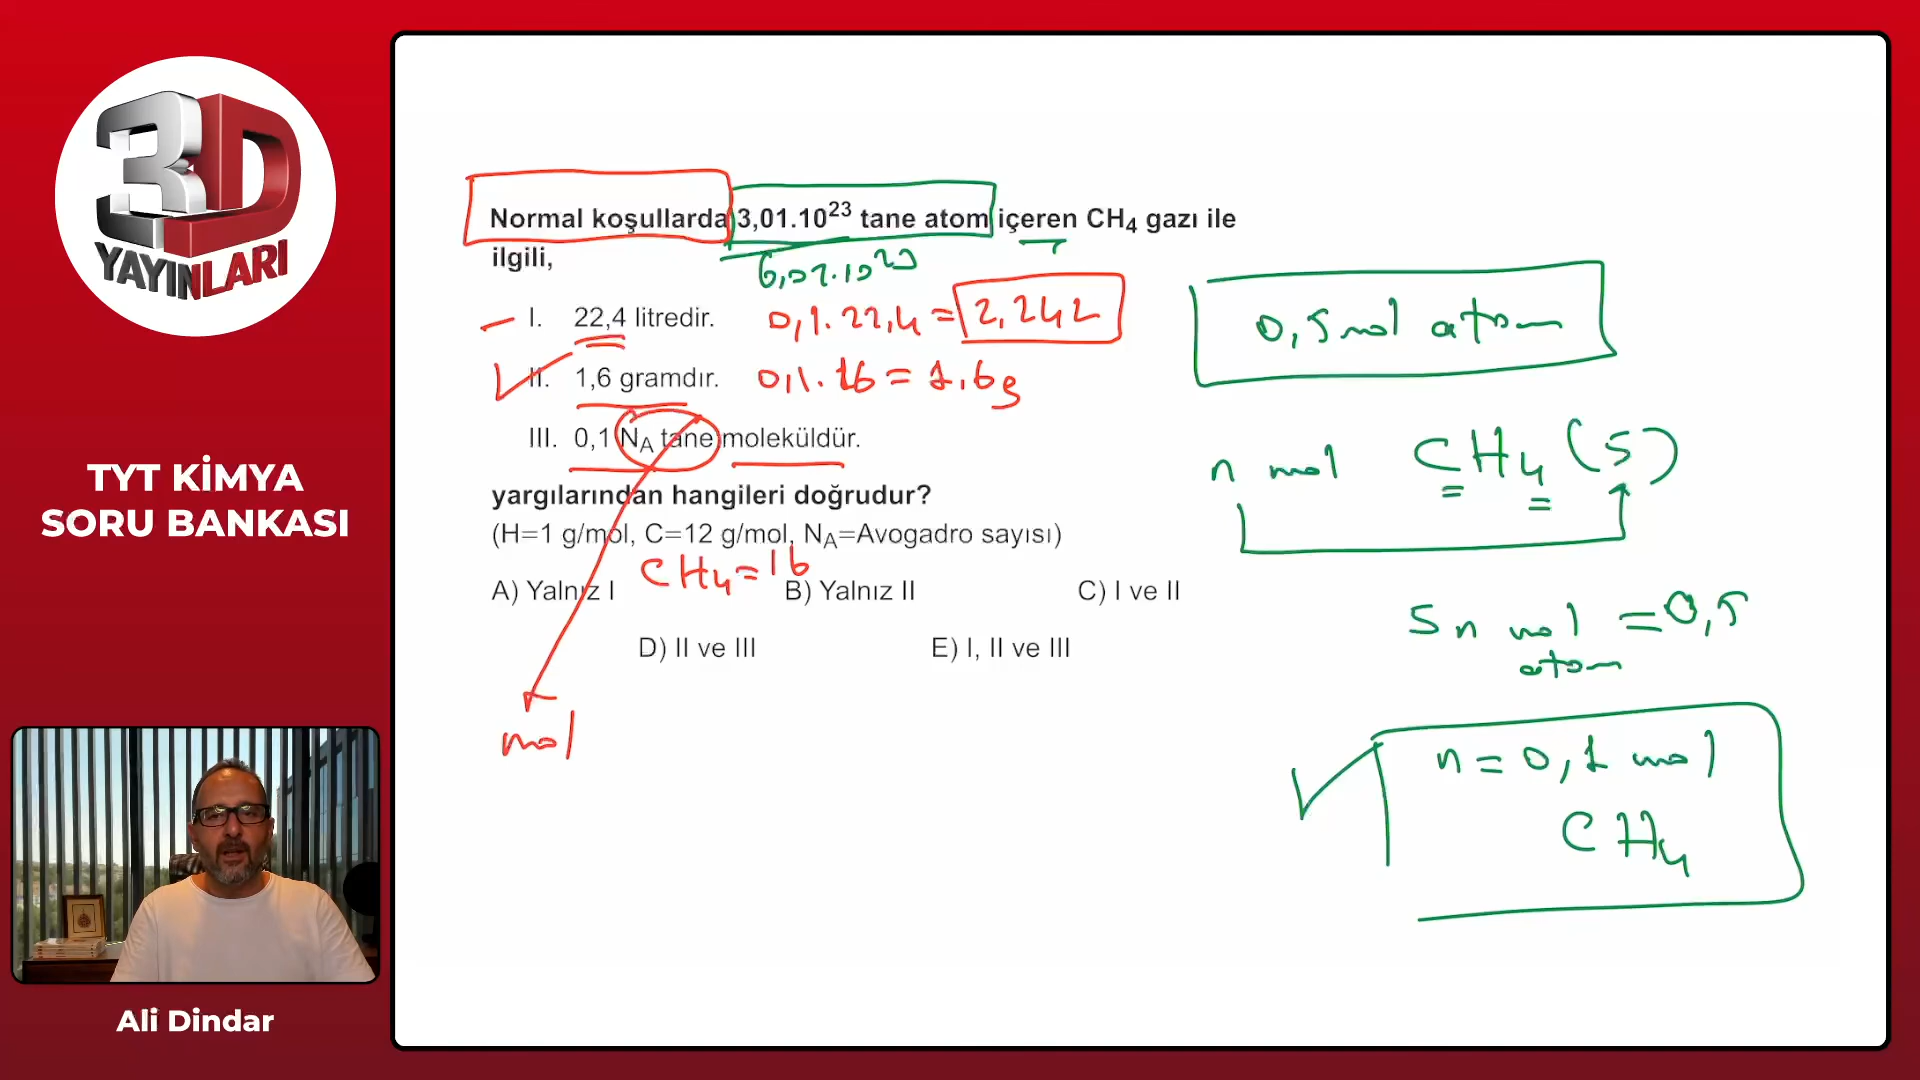 3D
YAYINLARI
TYT KİMYA
SORU BANKASI
Ali Dindar
Normal koşullarda 3,01.10²³ tane atom içeren CH₄ gazı ile
ilgili,
6,02.10²³
I. 22,4 litredir. 0,1.22,4 = 2,24L
II. 1,6 gramdır. 0,1.16 = 1,6g
III. 0,1 N_A tane moleküldür.
yargılarından hangileri doğrudur?
(H=1 g/mol, C=12 g/mol, N_A=Avogadro sayısı)
CH₄=16
A) Yalnız I B) Yalnız II C) I ve II
D) II ve III E) I, II ve III
mol
0,5 mol atom
n mol CH₄ (5)
5n mol = 0,5
atom
n = 0,1 mol
CH₄